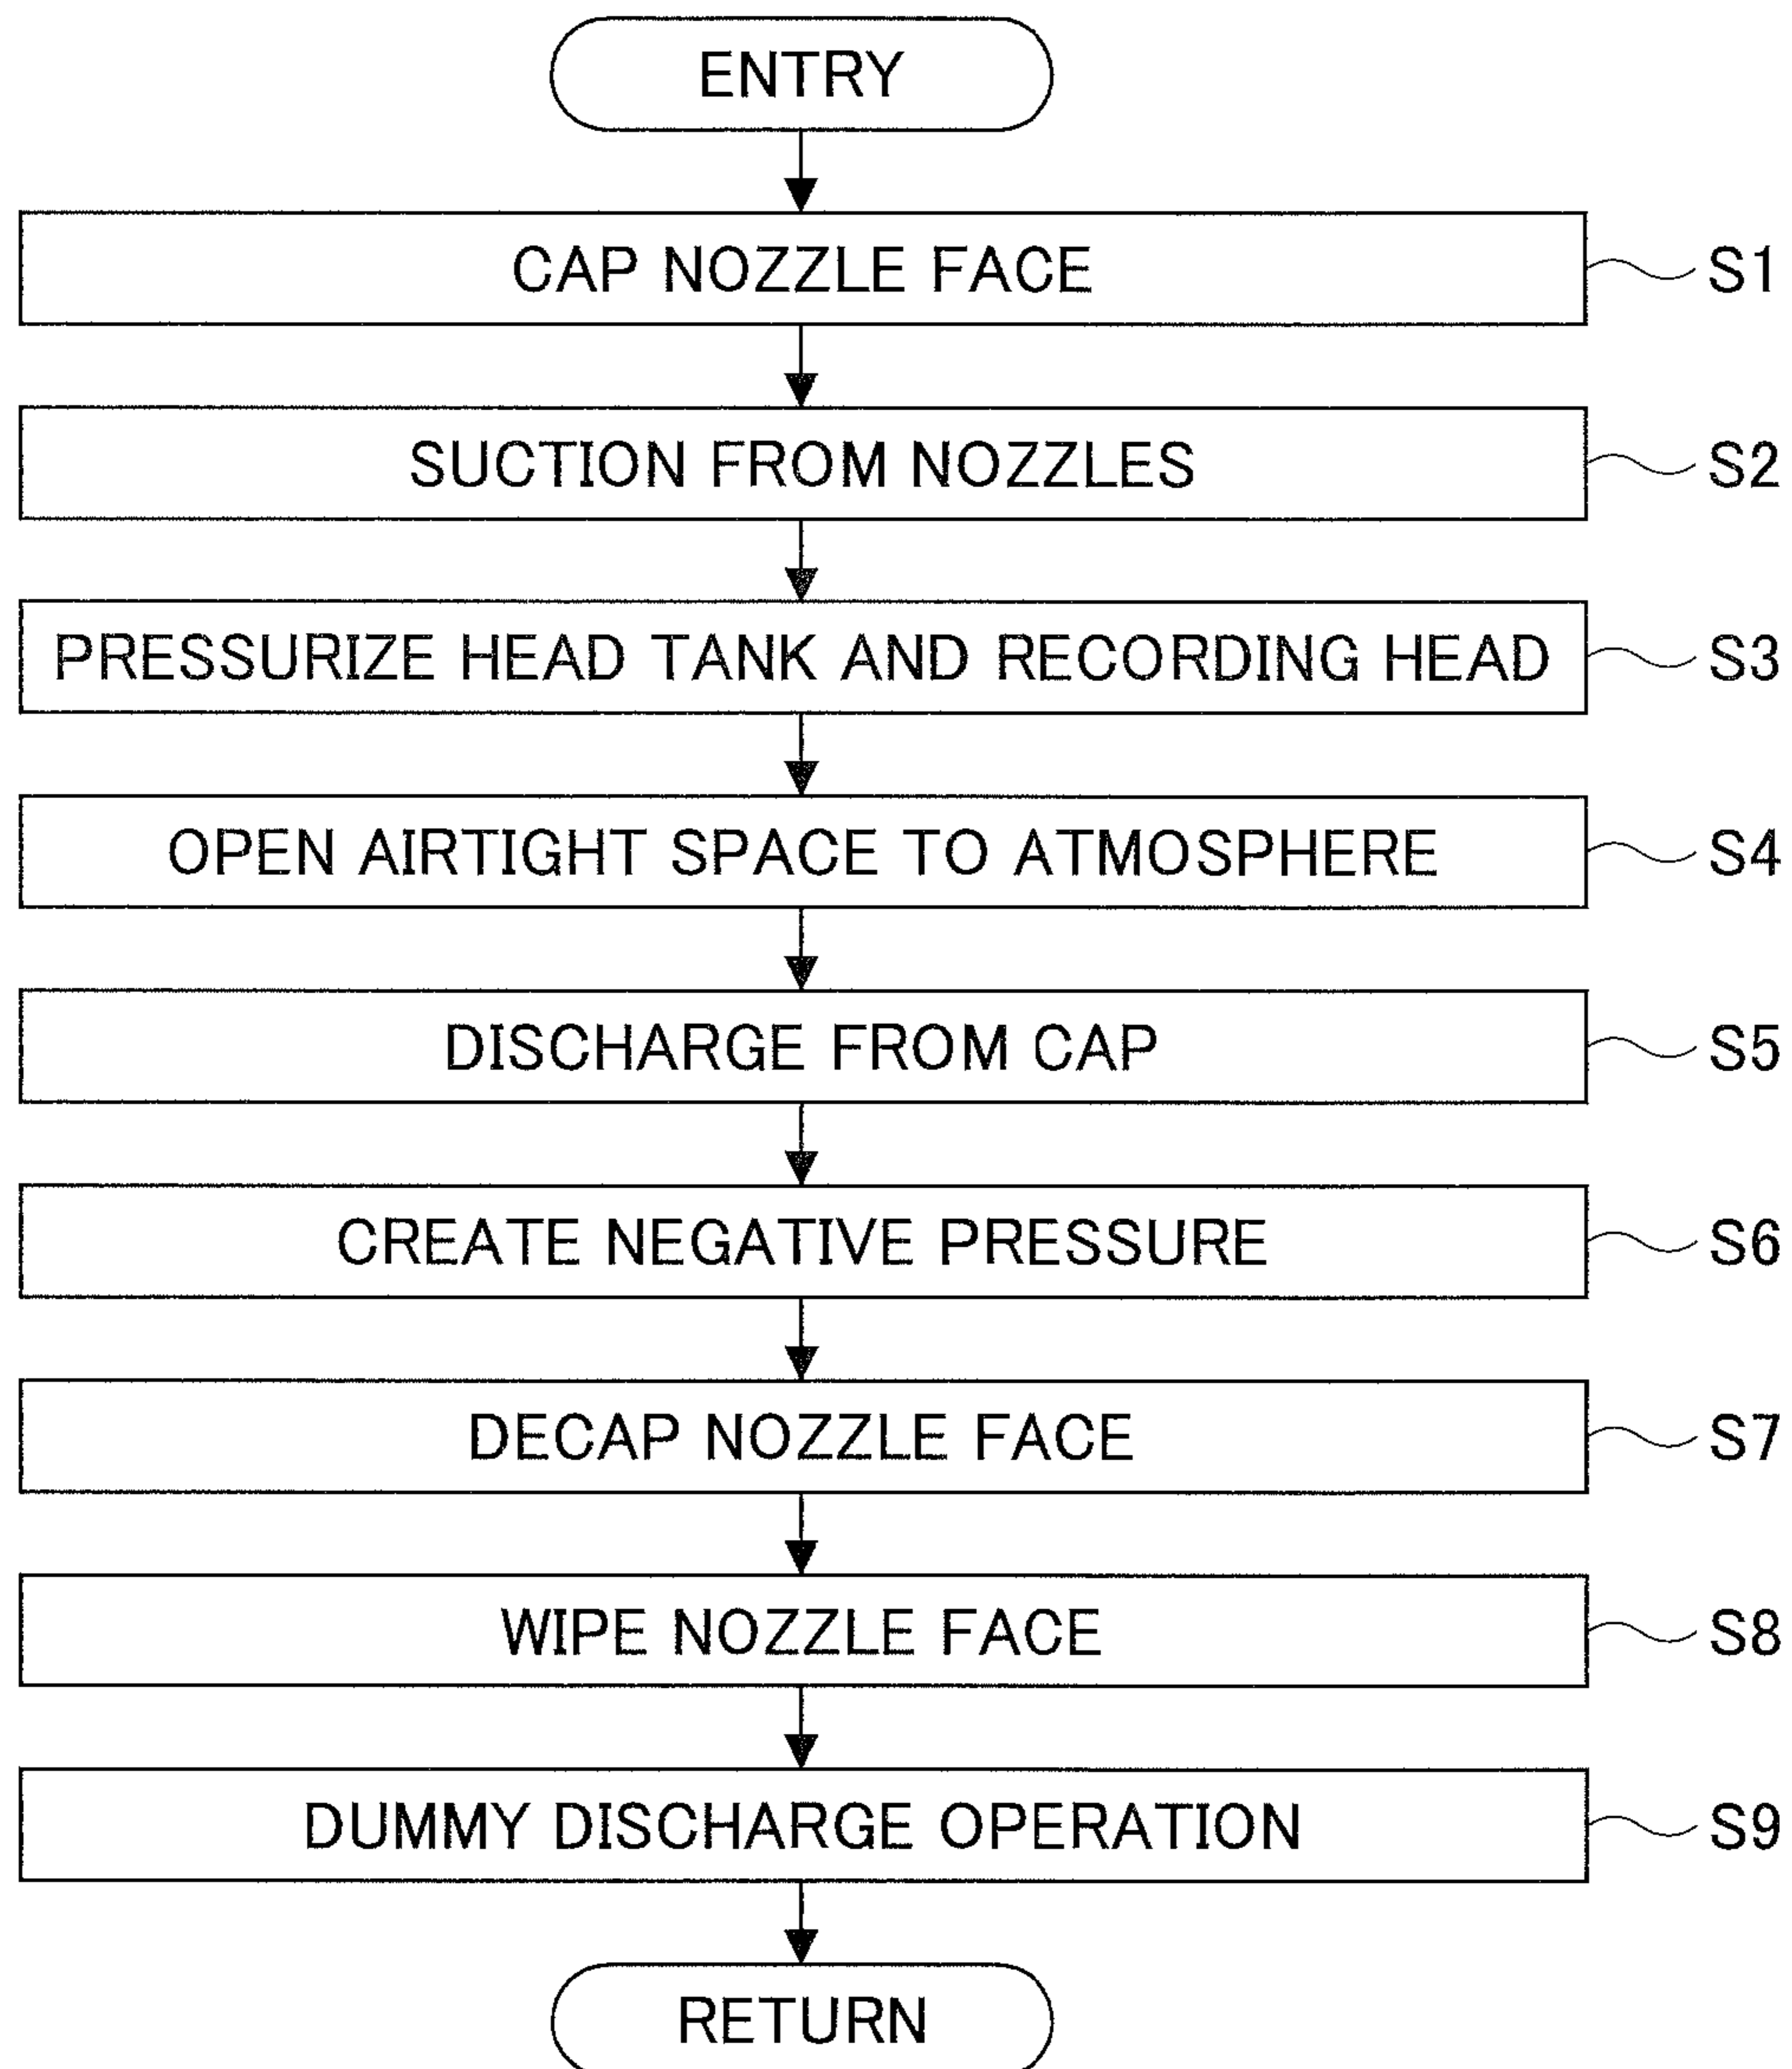 ENTRY
CAP NOZZLE FACE S1
SUCTION FROM NOZZLES S2
PRESSURIZE HEAD TANK AND RECORDING HEAD S3
OPEN AIRTIGHT SPACE TO ATMOSPHERE S4
DISCHARGE FROM CAP S5
CREATE NEGATIVE PRESSURE S6
DECAP NOZZLE FACE S7
WIPE NOZZLE FACE S8
DUMMY DISCHARGE OPERATION S9
RETURN